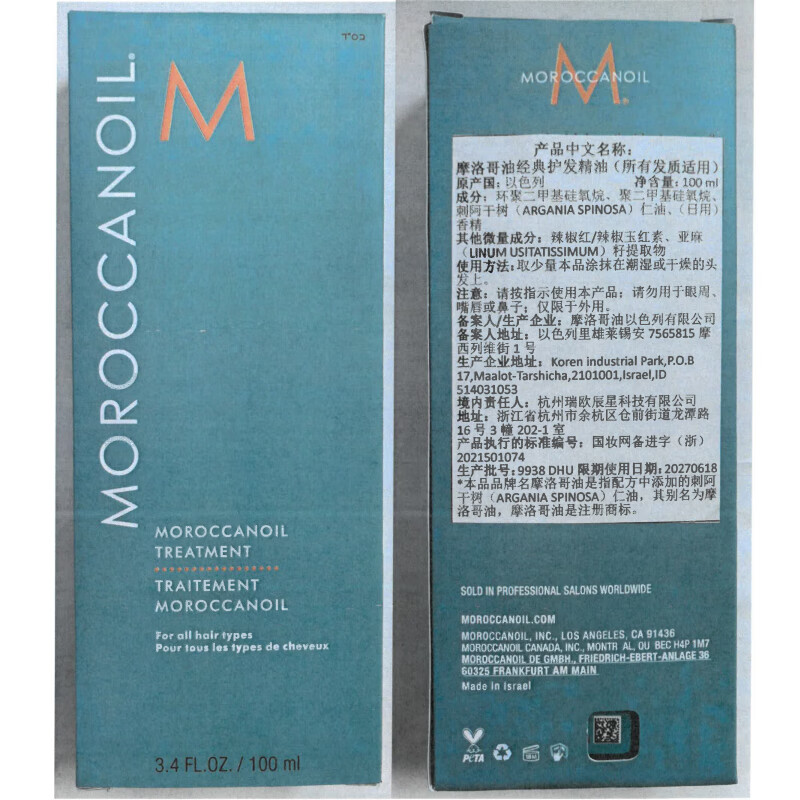 ד"סכ
MOROCCANOIL.
M
MOROCCANOIL
TREATMENT
TRAITEMENT
MOROCCANOIL
For all hair types
Pour tous les types de cheveux
3.4 FL.OZ. / 100 ml
MOROCCANOIL
M.
产品中文名称：
摩洛哥油经典护发精油（所有发质适用）
原产国：以色列 净含量：100 ml
成分：环聚二甲基硅氧烷、聚二甲基硅氧烷、
刺阿干树（ARGANIA SPINOSA）仁油、（日用）
香精
其他微量成分：辣椒红/辣椒玉红素、亚麻
（LINUM USITATISSIMUM）籽提取物
使用方法：取少量本品涂抹在潮湿或干燥的头
发上。
注意：请按指示使用本产品；请勿用于眼周、
嘴唇或鼻子；仅限于外用。
备案人/生产企业：摩洛哥油以色列有限公司
备案人地址：以色列里雄莱锡安 7565815 摩
西列维街 1 号
生产企业地址：Koren industrial Park,P.O.B
17,Maalot-Tarshicha,2101001,Israel,ID
514031053
境内责任人：杭州瑞欧辰星科技有限公司
地址：浙江省杭州市余杭区仓前街道龙潭路
16 号 3 幢 202-1 室
产品执行的标准编号：国妆网备进字（浙）
2021501074
生产批号：9938 DHU 限期使用日期：20270618
*本品品牌名摩洛哥油是指配方中添加的刺阿
干树（ARGANIA SPINOSA）仁油，其别名为摩
洛哥油，摩洛哥油是注册商标。
SOLD IN PROFESSIONAL SALONS WORLDWIDE
MOROCCANOIL.COM
MOROCCANOIL, INC., LOS ANGELES, CA 91436
MOROCCANOIL CANADA, INC., MONTR AL, QU BEC H4P 1M7
MOROCCANOIL DE GMBH., FRIEDRICH-EBERT-ANLAGE 36
60325 FRANKFURT AM MAIN
Made in Israel
PETA